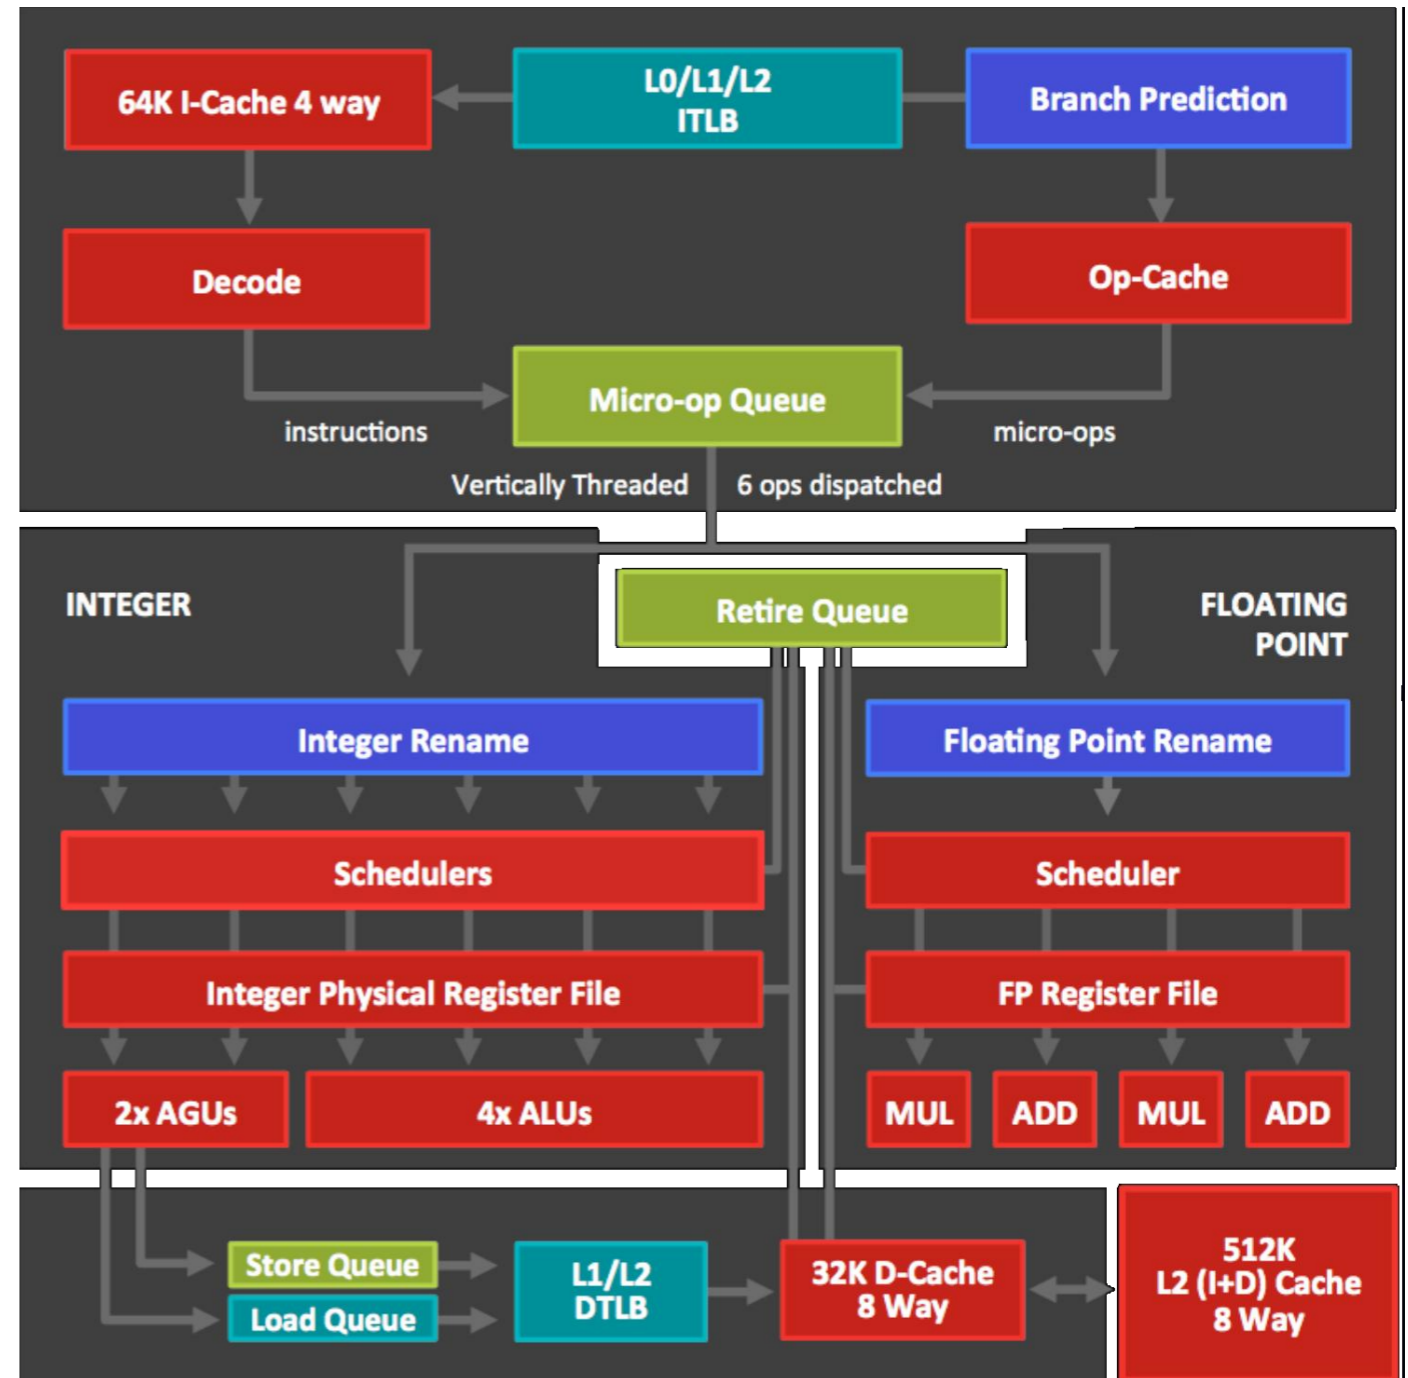 64K I-Cache 4 way
L0/L1/L2
ITLB
Branch Prediction
Decode
Op-Cache
Micro-op Queue
instructions
micro-ops
Vertically Threaded
6 ops dispatched
INTEGER
Retire Queue
FLOATING
POINT
Integer Rename
Floating Point Rename
Schedulers
Scheduler
Integer Physical Register File
FP Register File
2x AGUs
4x ALUs
MUL
ADD
MUL
ADD
Store Queue
Load Queue
L1/L2
DTLB
32K D-Cache
8 Way
512K
L2 (I+D) Cache
8 Way